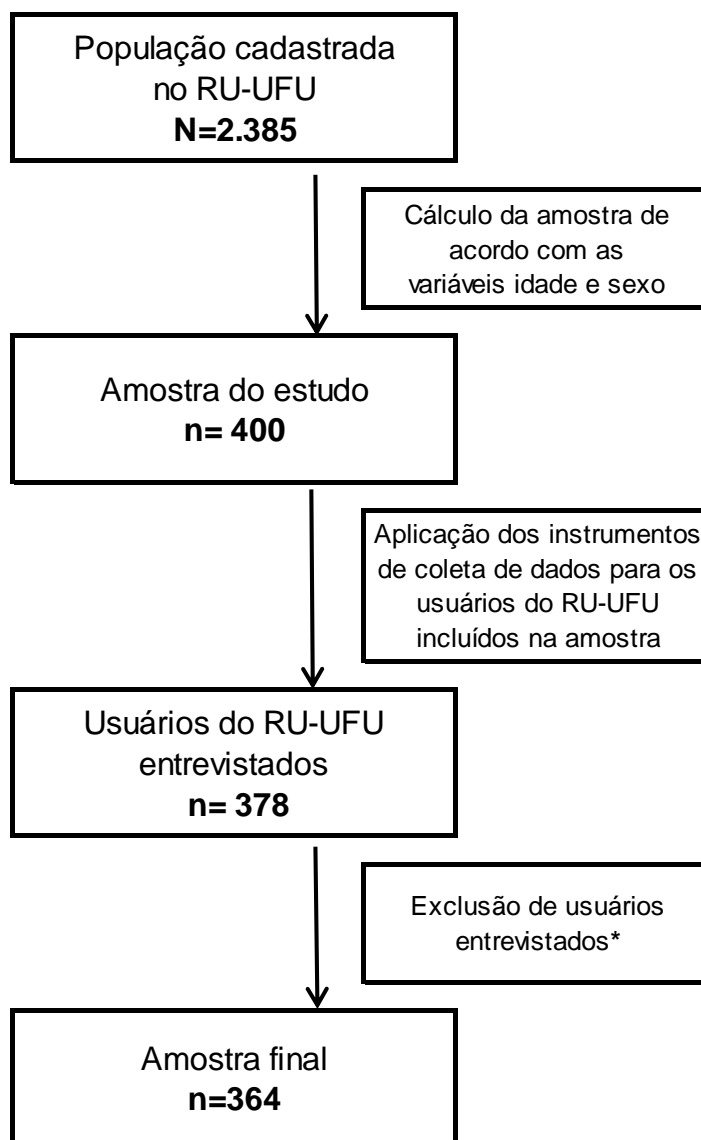 População cadastrada
no RU-UFU
N=2.385
Cálculo da amostra de
acordo com as
variáveis idade e sexo
Amostra do estudo
n= 400
Aplicação dos instrumentos
de coleta de dados para os
usuários do RU-UFU
incluídos na amostra
Usuários do RU-UFU
entrevistados
n= 378
Exclusão de usuários
entrevistados*
Amostra final
n=364